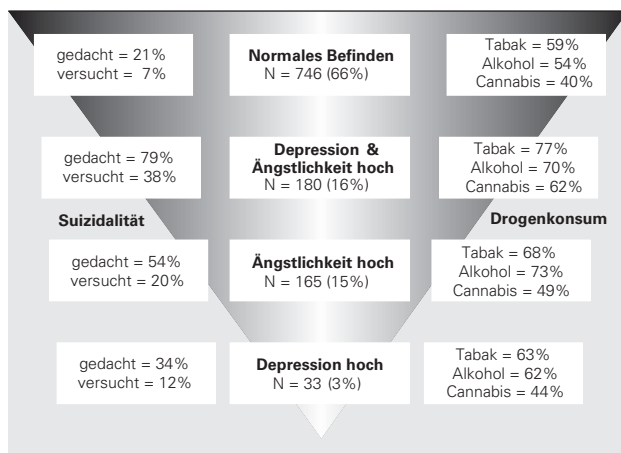 gedacht = 21%
versucht = 7%
Normales Befinden
N = 746 (66%)
Tabak = 59%
Alkohol = 54%
Cannabis = 40%
gedacht = 79%
versucht = 38%
Depression &
Ängstlichkeit hoch
N = 180 (16%)
Tabak = 77%
Alkohol = 70%
Cannabis = 62%
Suizidalität
Drogenkonsum
gedacht = 54%
versucht = 20%
Ängstlichkeit hoch
N = 165 (15%)
Tabak = 68%
Alkohol = 73%
Cannabis = 49%
gedacht = 34%
versucht = 12%
Depression hoch
N = 33 (3%)
Tabak = 63%
Alkohol = 62%
Cannabis = 44%